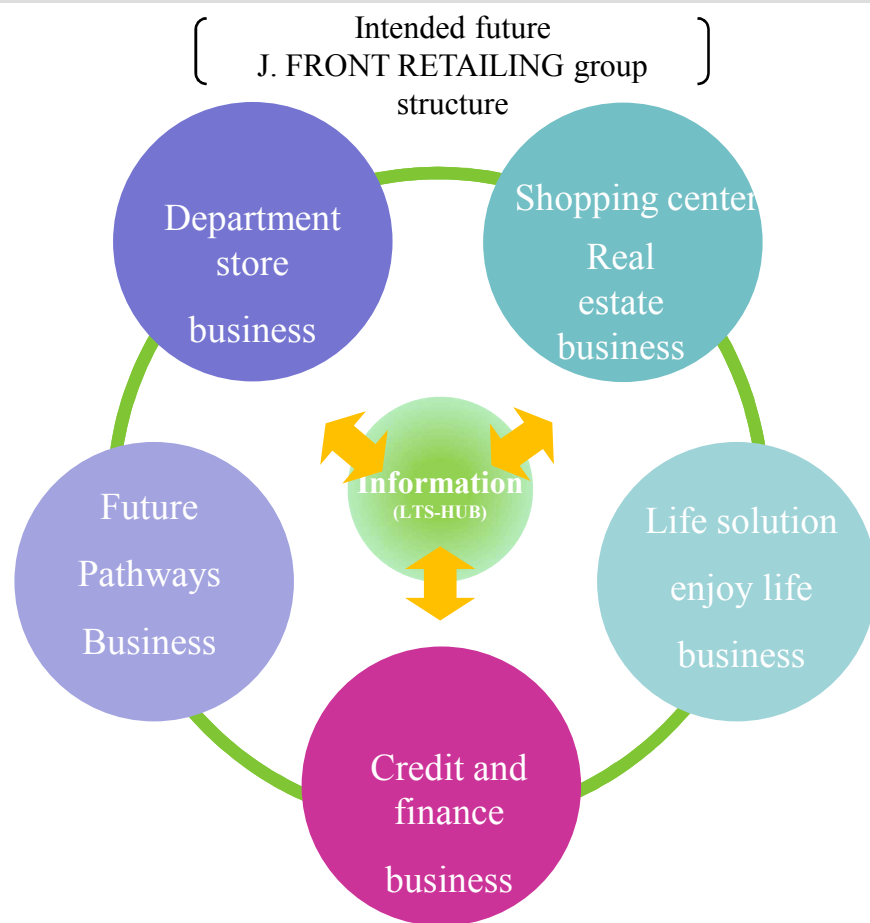 Intended future
J. FRONT RETAILING group
structure
Department
store
business
Shopping center
Real
estate
business
Information
(LTS-HUB)
Future
Pathways
Business
Life solution
enjoy life
business
Credit and
finance
business